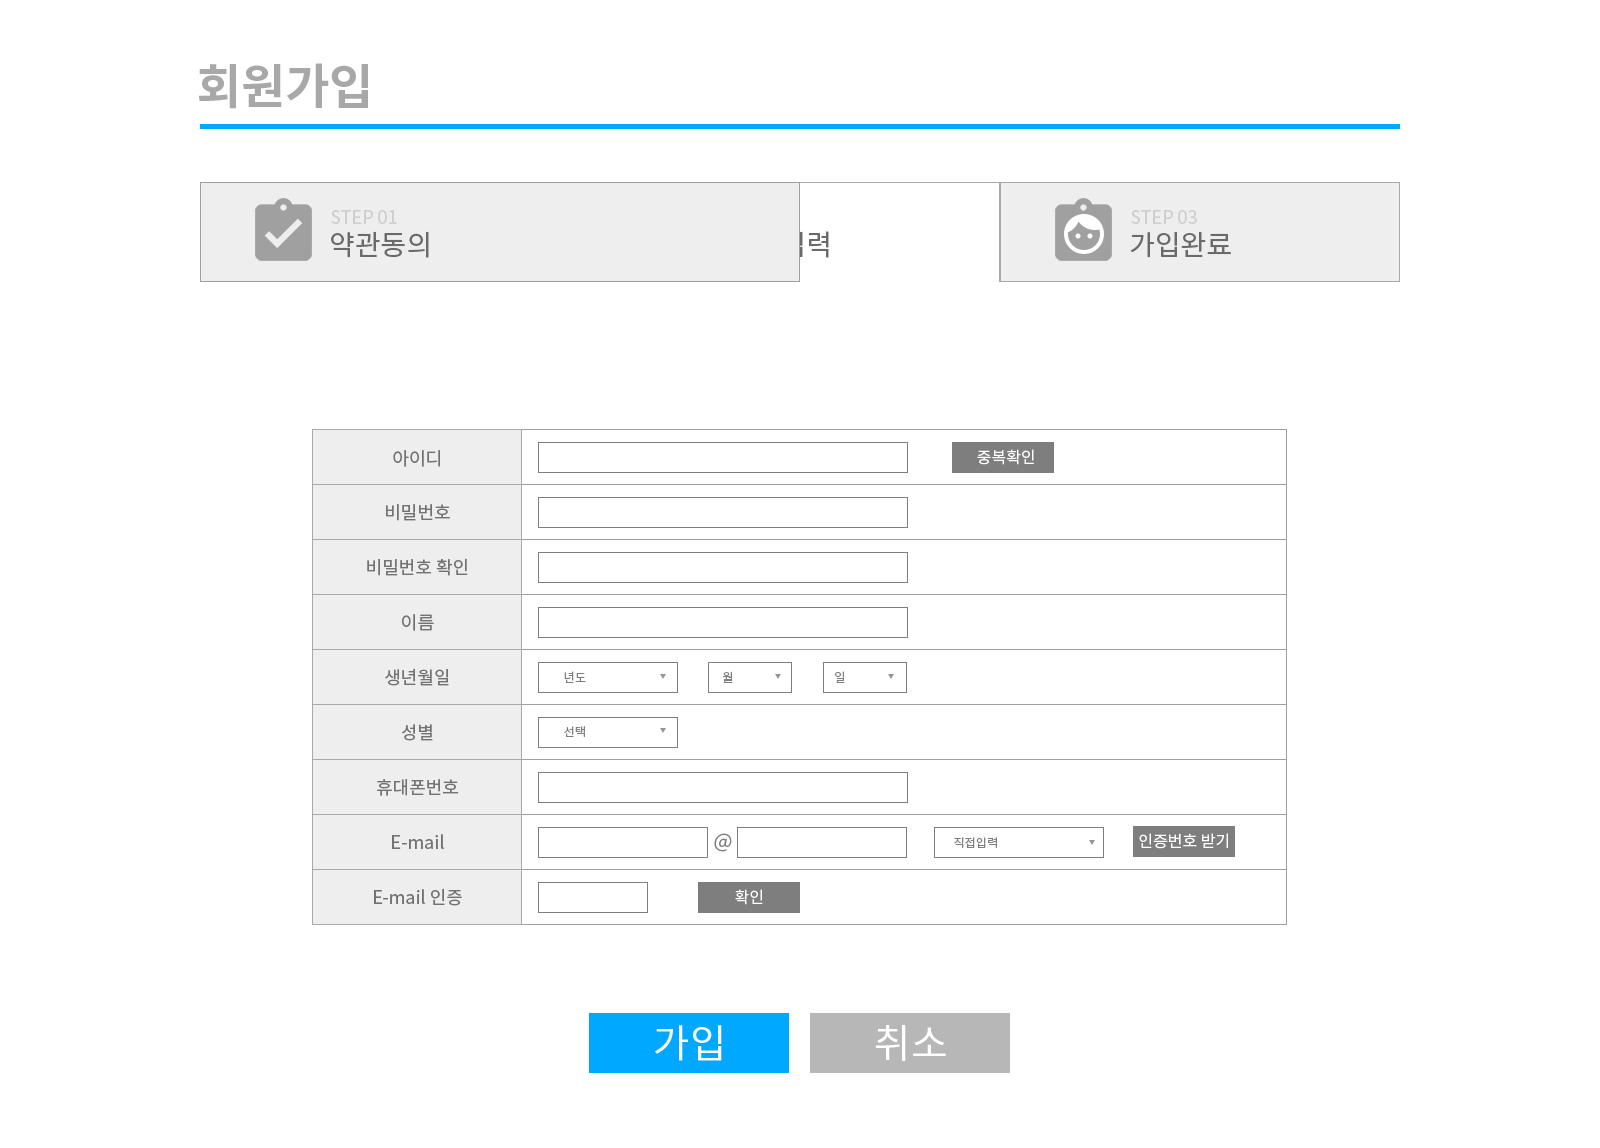 회원가입
STEP 01
약관동의
력
STEP 03
가입완료
아이디
중복확인
비밀번호
비밀번호 확인
이름
생년월일 년도 월 일
성별 선택
휴대폰번호
E-mail @ 직접입력 인증번호 받기
E-mail 인증 확인
가입 취소